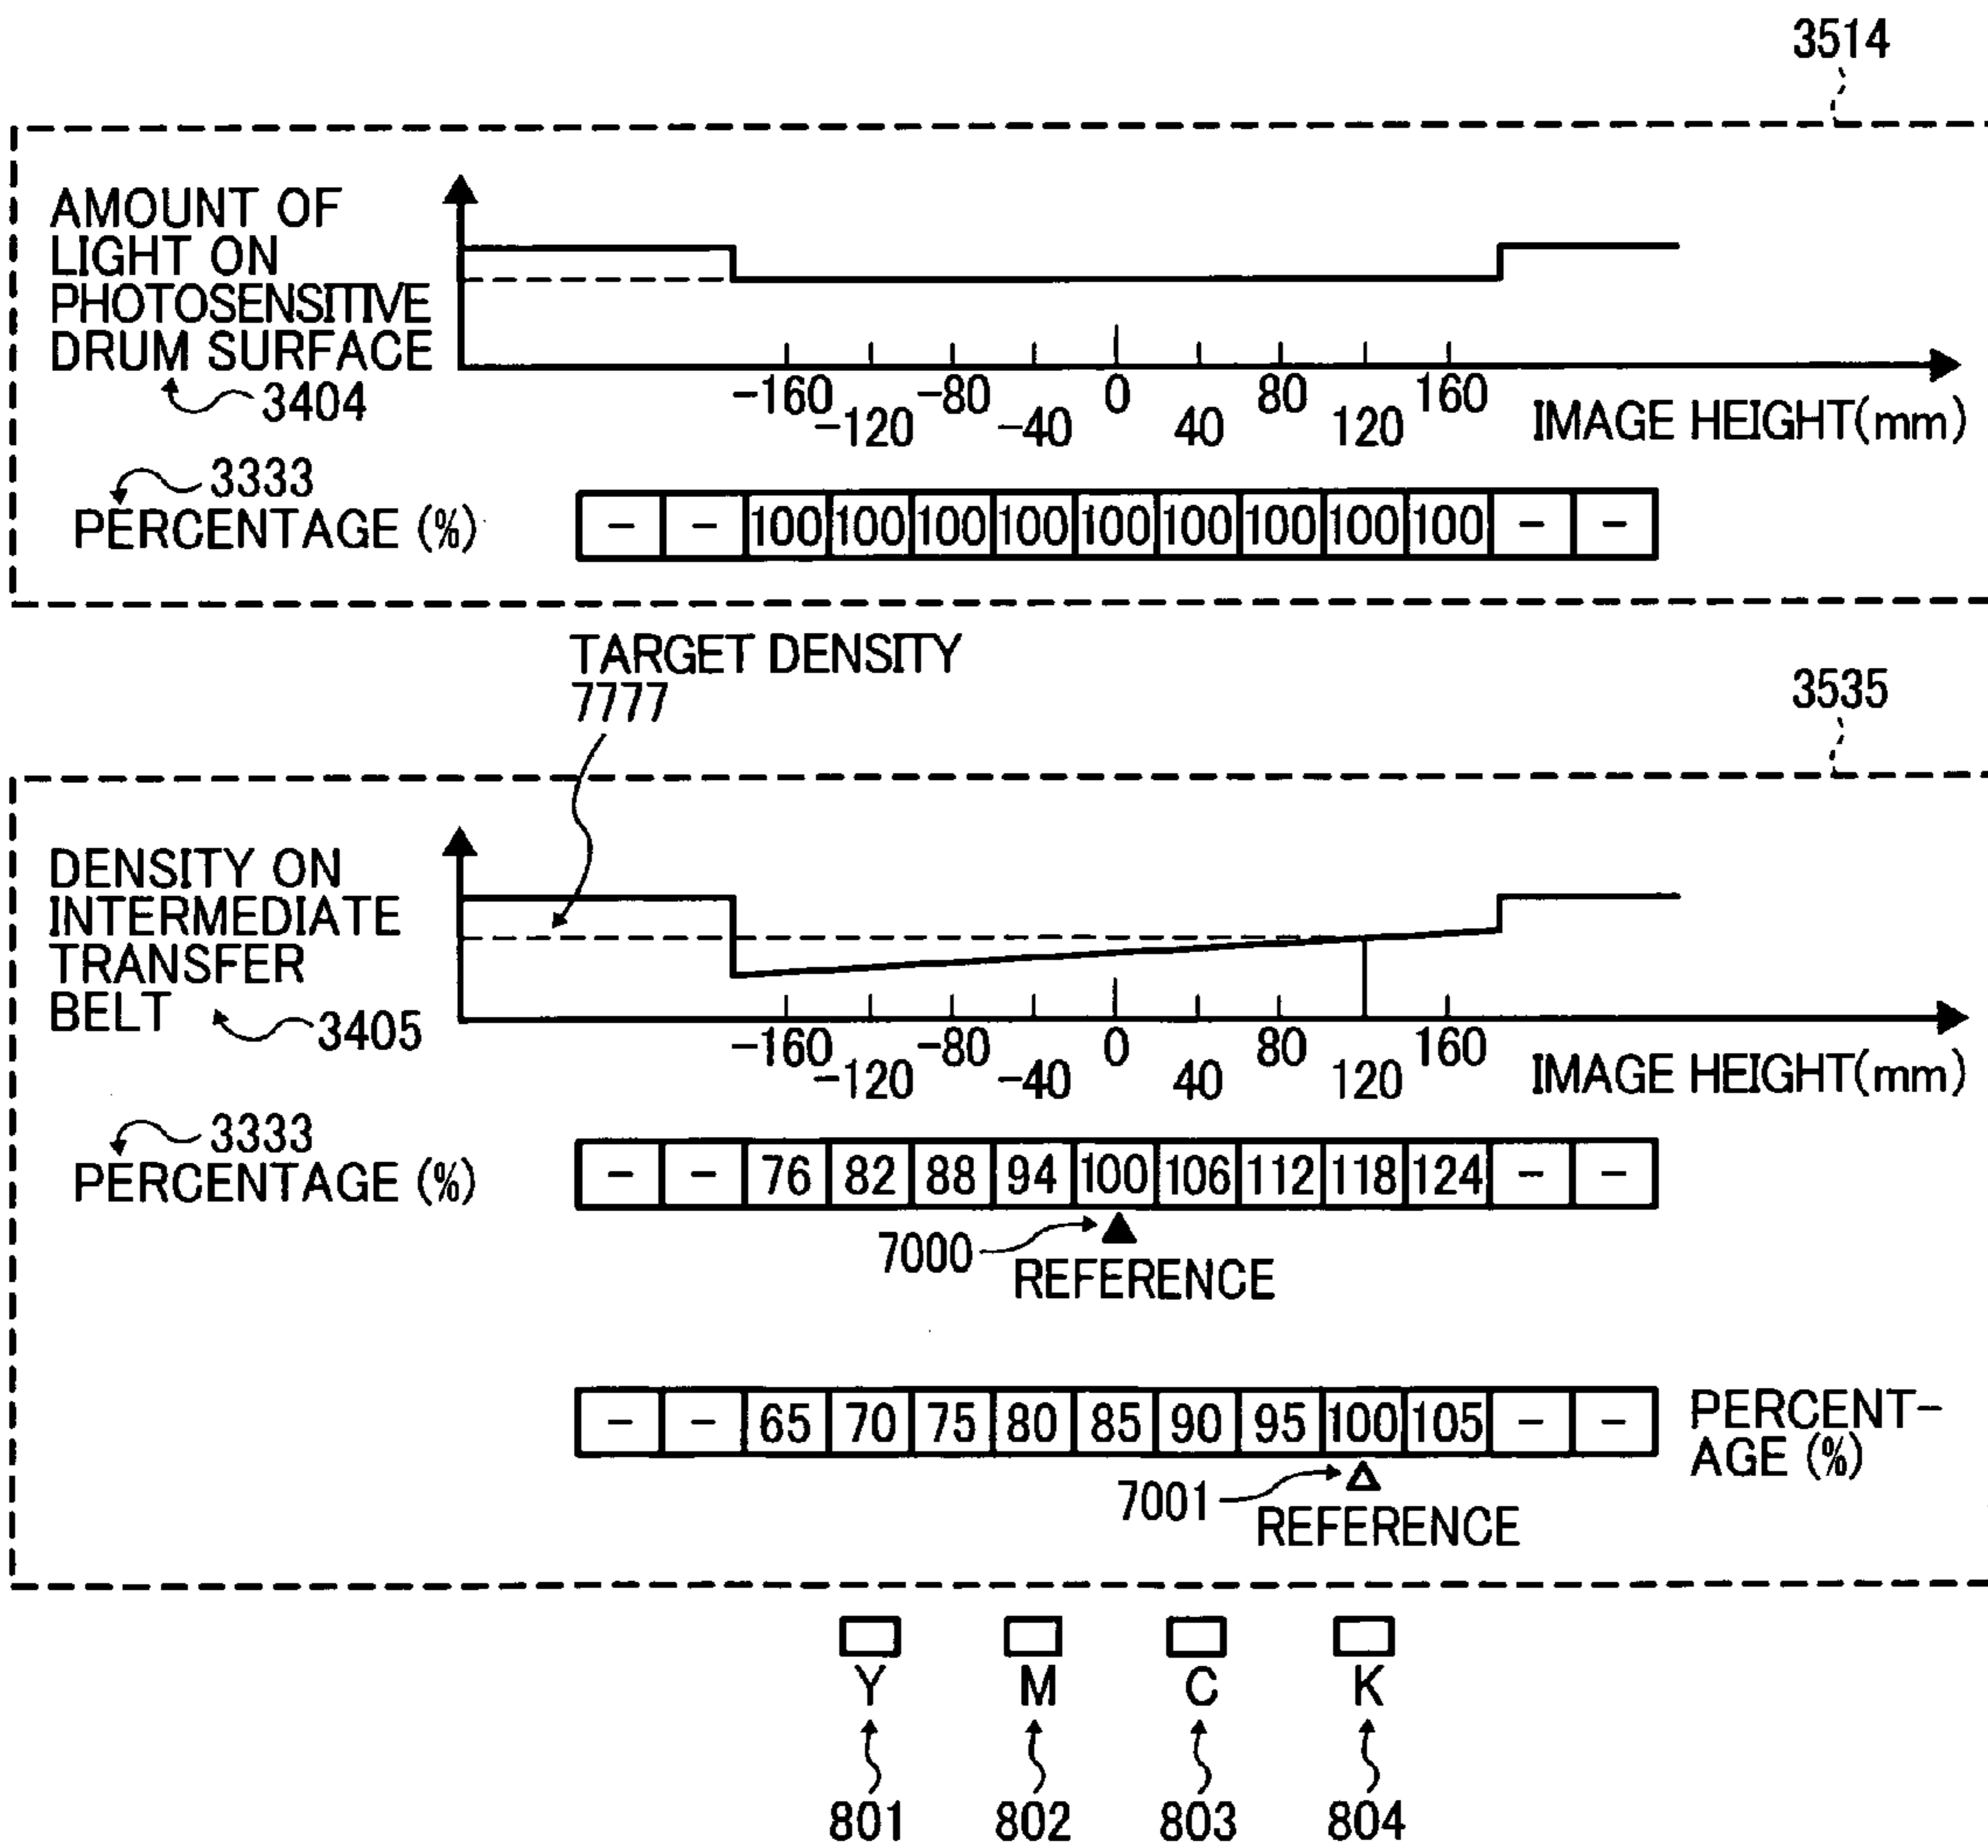 3514
AMOUNT OF
LIGHT ON
PHOTOSENSITIVE
DRUM SURFACE
3404
-160 -80 0 80 160
-120 -40 40 120
IMAGE HEIGHT(mm)
3333
PERCENTAGE (%)
- - 100 100 100 100 100 100 100 100 100 - -
TARGET DENSITY
7777
3535
DENSITY ON
INTERMEDIATE
TRANSFER
BELT
3405
-160 -80 0 80 160
-120 -40 40 120
IMAGE HEIGHT(mm)
3333
PERCENTAGE (%)
- - 76 82 88 94 100 106 112 118 124 - -
7000
REFERENCE
- - 65 70 75 80 85 90 95 100 105 - -
PERCENT-
AGE (%)
7001
REFERENCE
Y M C K
801 802 803 804